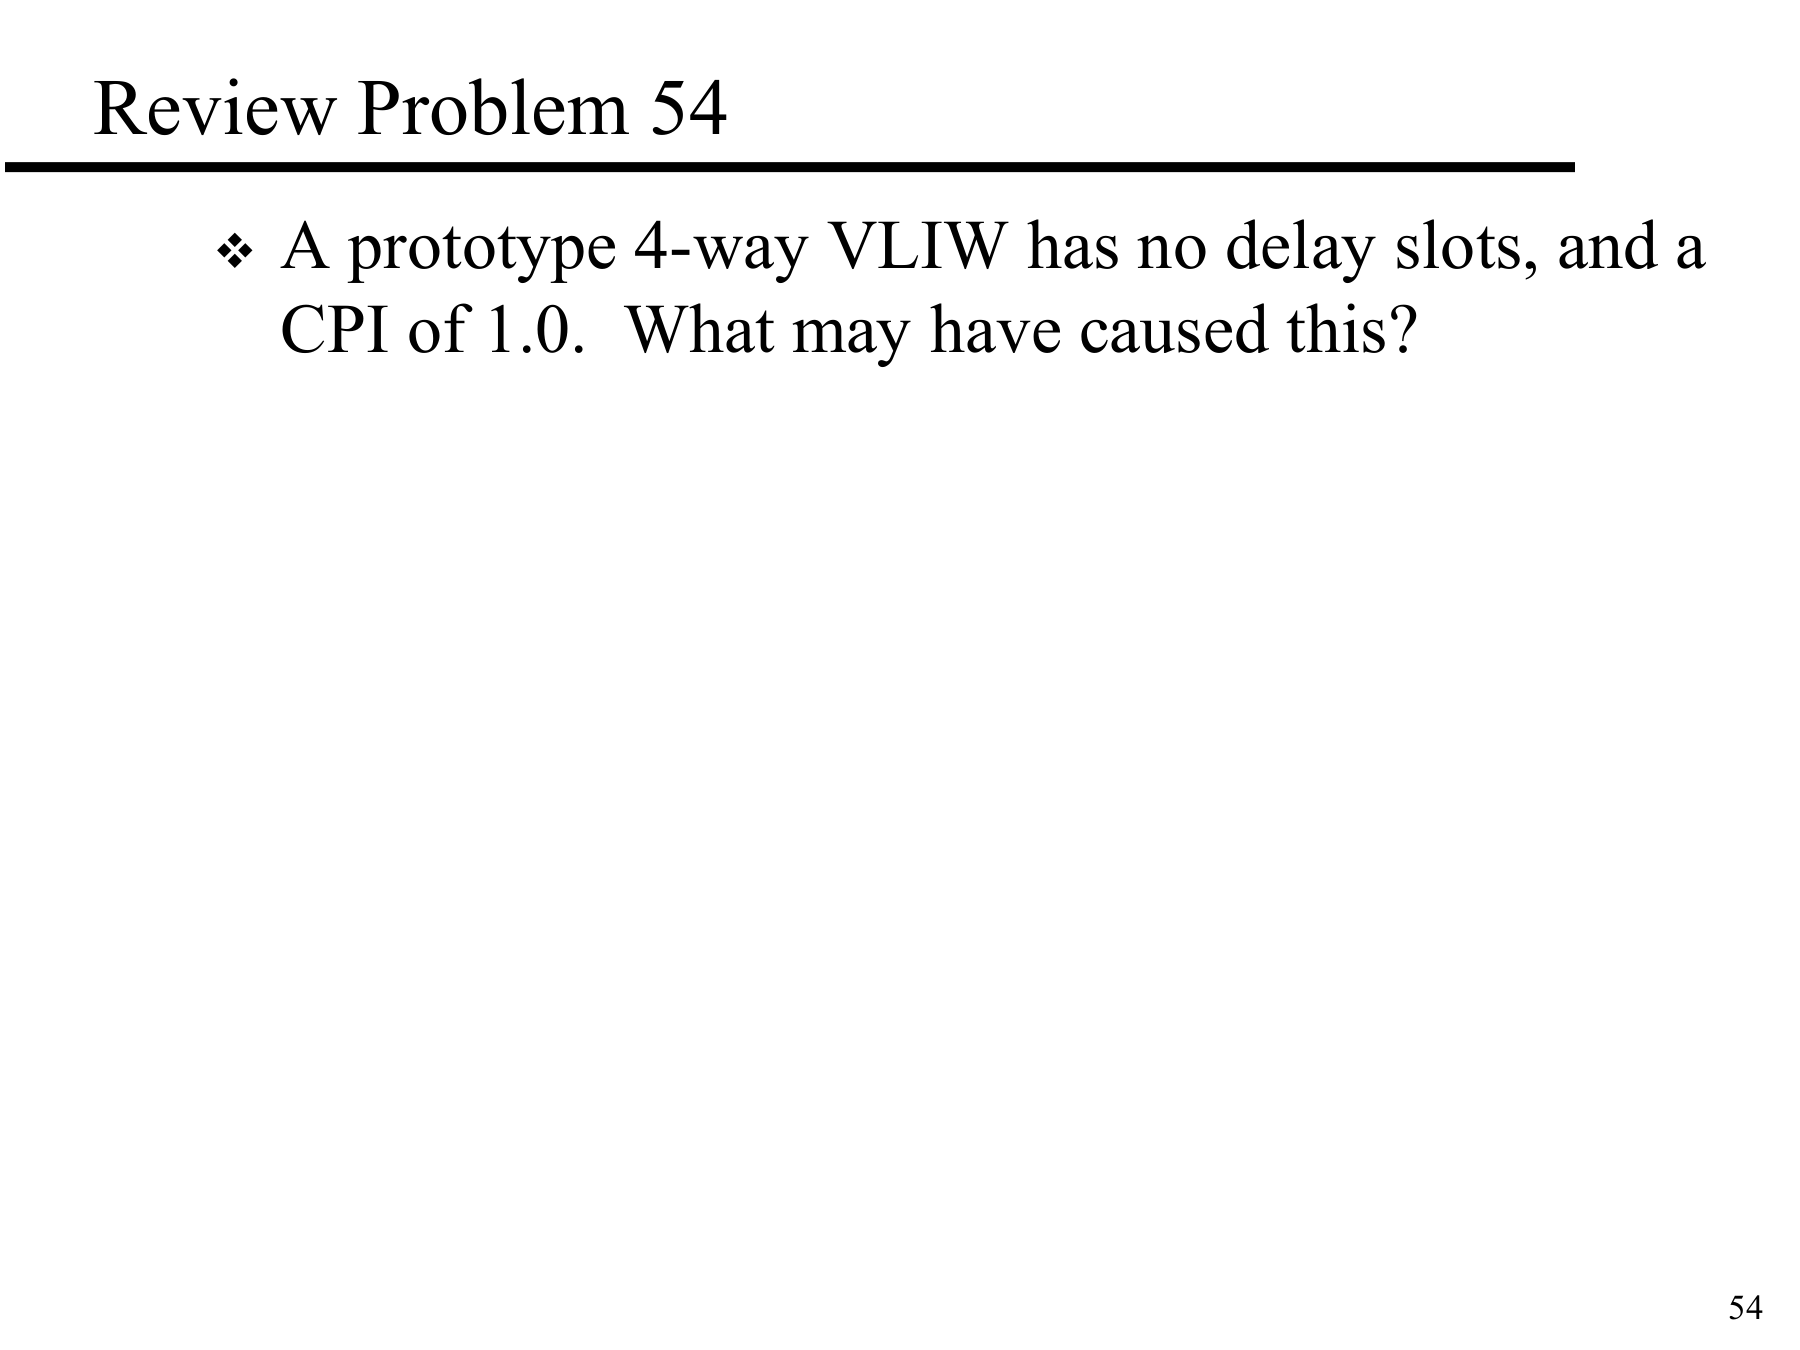 Review Problem 54
❖ A prototype 4-way VLIW has no delay slots, and a
CPI of 1.0.  What may have caused this?
54